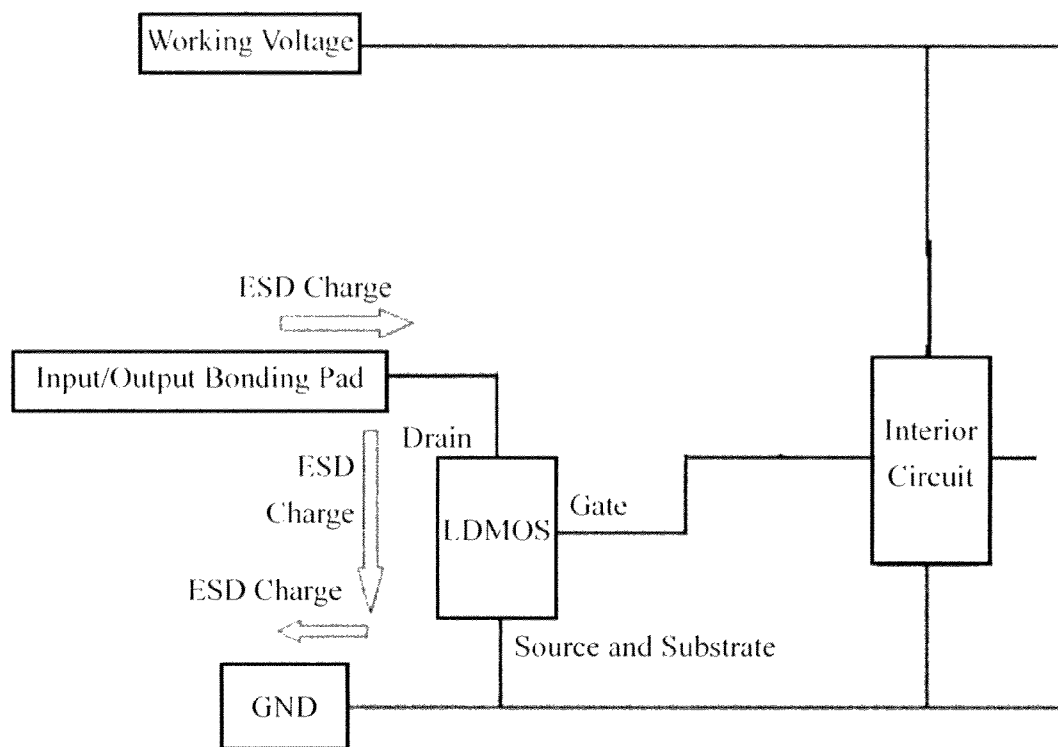 Working Voltage
ESD Charge
Input/Output Bonding Pad
Drain
ESD
Charge
Interior
Circuit
Gate
LDMOS
ESD Charge
Source and Substrate
GND